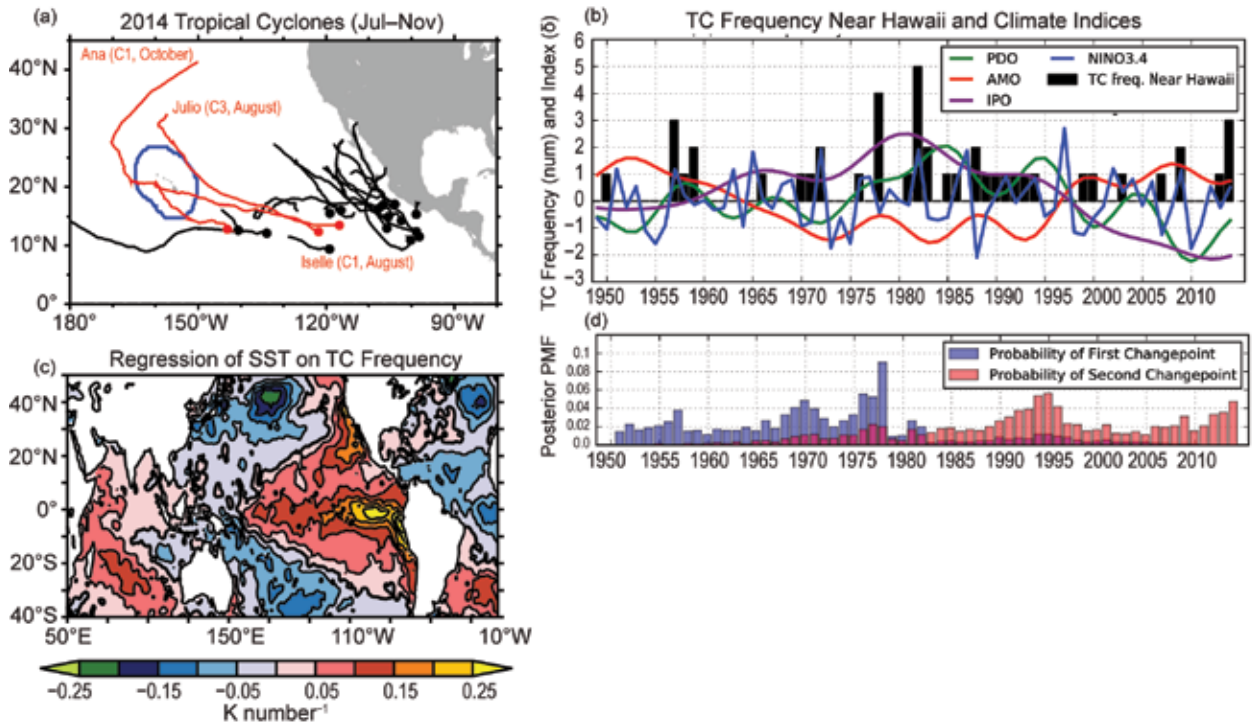 (a) 2014 Tropical Cyclones (Jul–Nov)
40°N
30°N
20°N
10°N
0°
180° 150°W 120°W 90°W
Ana (C1, October)
Julio (C3, August)
Iselle (C1, August)
(b) TC Frequency Near Hawaii and Climate Indices
TC Frequency (num) and Index (δ)
6
5
4
3
2
1
0
−1
−2
−3
PDO
AMO
IPO
NINO3.4
TC freq. Near Hawaii
1950 1955 1960 1965 1970 1975 1982 1985 1990 1995 2000 2005 2010
(c) Regression of SST on TC Frequency
40°N
20°N
0°
20°S
40°S
50°E 150°E 110°W 10°W
−0.25 −0.15 −0.05 0.05 0.15 0.25
K number⁻¹
(d)
Posterior PMF
0.1
0.08
0.06
0.04
0.02
0.0
Probability of First Changepoint
Probability of Second Changepoint
1950 1955 1960 1965 1970 1975 1982 1985 1990 1995 2000 2005 2010